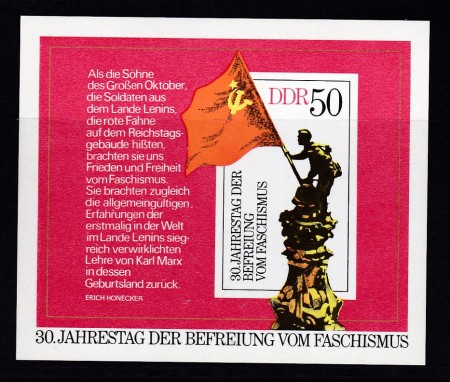 Als die Söhne
des Großen Oktober,
die Soldaten aus
dem Lande Lenins,
die rote Fahne
auf dem Reichstags-
gebäude hißten,
brachten sie uns
Frieden und Freiheit
vom Faschismus.
Sie brachten zugleich
die allgemeingültigen,
Erfahrungen der
erstmalig in der Welt
im Lande Lenins sieg-
reich verwirklichten
Lehre von Karl Marx
in dessen
Geburtsland zurück.
ERICH HONECKER
DDR 50
30. JAHRESTAG DER
BEFREIUNG
VOM FASCHISMUS
30. JAHRESTAG DER BEFREIUNG VOM FASCHISMUS